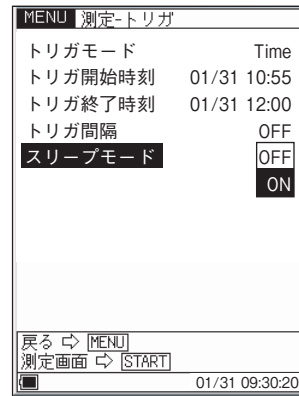 MENU 測定-トリガ
トリガモード Time
トリガ開始時刻 01/31 10:55
トリガ終了時刻 01/31 12:00
トリガ間隔 OFF
スリープモード OFF
ON
戻る ⇨ MENU
測定画面 ⇨ START
01/31 09:30:20